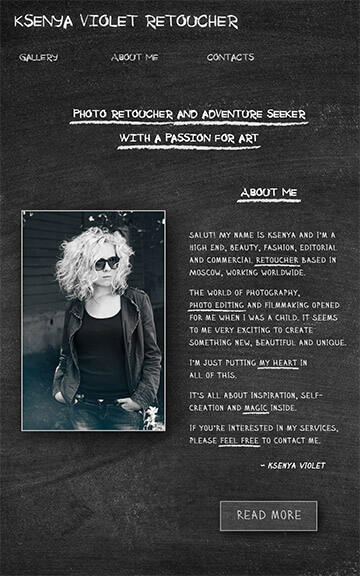 KSENYA VIOLET RETOUCHER
GALLERY ABOUT ME CONTACTS
PHOTO RETOUCHER AND ADVENTURE SEEKER
WITH A PASSION FOR ART
ABOUT ME
SALUT! MY NAME IS KSENYA AND I'M A
HIGH END, BEAUTY, FASHION, EDITORIAL
AND COMMERCIAL RETOUCHER BASED IN
MOSCOW, WORKING WORLDWIDE.
THE WORLD OF PHOTOGRAPHY,
PHOTO EDITING AND FILMMAKING OPENED
FOR ME WHEN I WAS A CHILD. IT SEEMS
TO ME VERY EXCITING TO CREATE
SOMETHING NEW, BEAUTIFUL AND UNIQUE.
I'M JUST PUTTING MY HEART IN
ALL OF THIS.
IT'S ALL ABOUT INSPIRATION, SELF-
CREATION AND MAGIC INSIDE.
IF YOU'RE INTERESTED IN MY SERVICES,
PLEASE FEEL FREE TO CONTACT ME.
~ KSENYA VIOLET
READ MORE